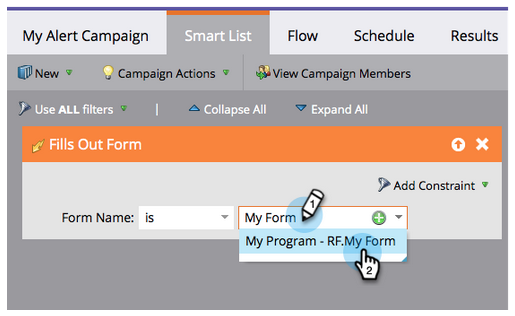 My Alert Campaign Smart List Flow Schedule Results
New Campaign Actions View Campaign Members
Use ALL filters | Collapse All Expand All
Fills Out Form
Add Constraint
Form Name: is My Form
1
My Program - RF.My Form
2